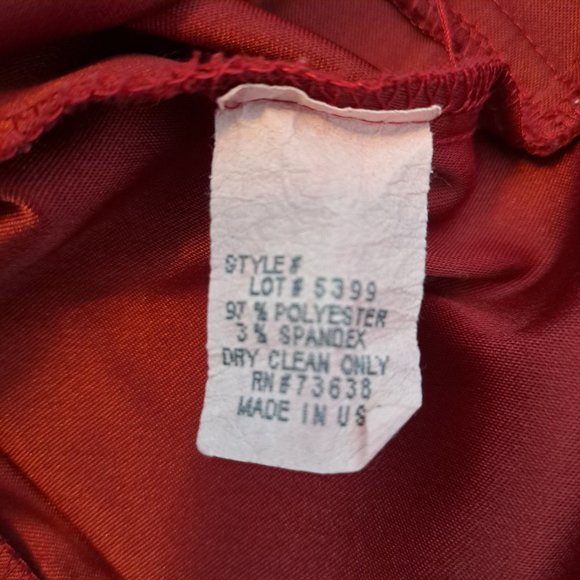 STYLE #
LOT # 5399
97 % POLYESTER
3 % SPANDEX
DRY CLEAN ONLY
RN # 73638
MADE IN US